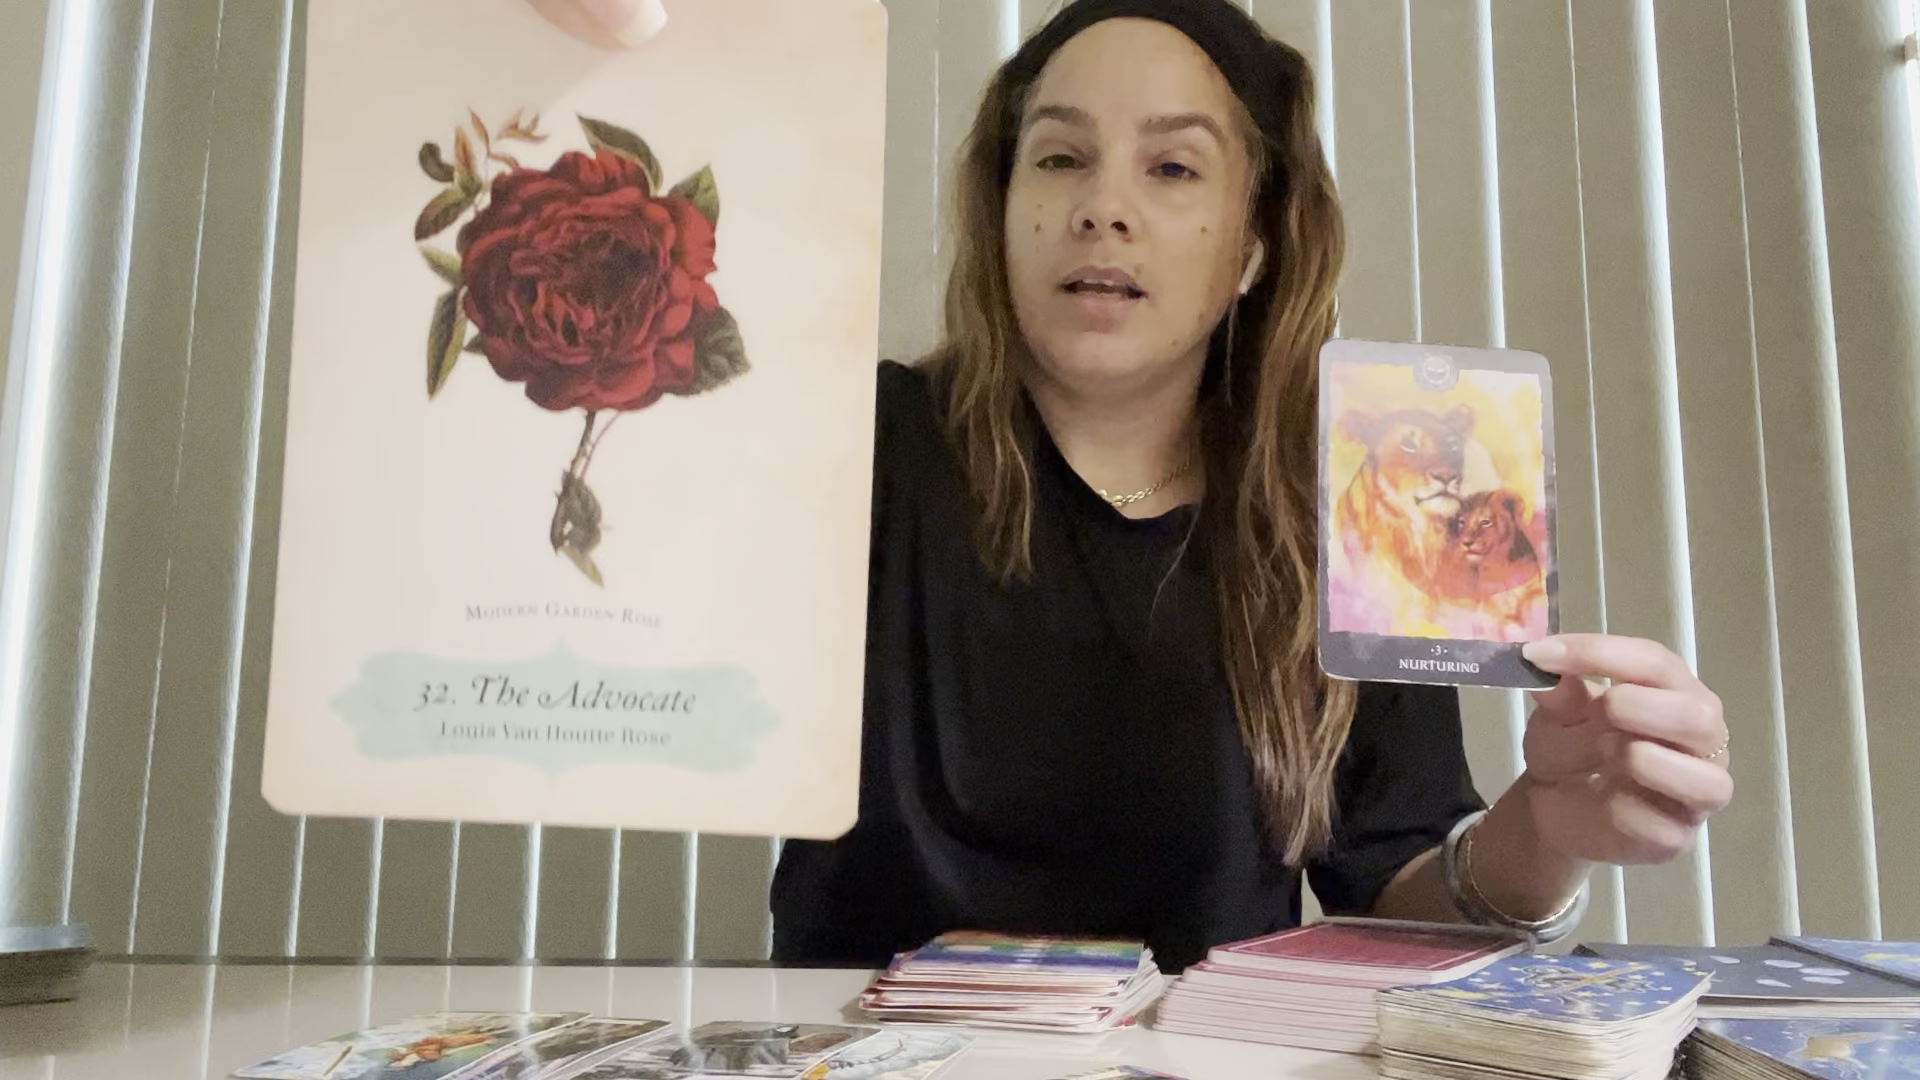 MODERN GARDEN ROSE
32. The Advocate
Louis Van Houtte Rose
·3·
NURTURING